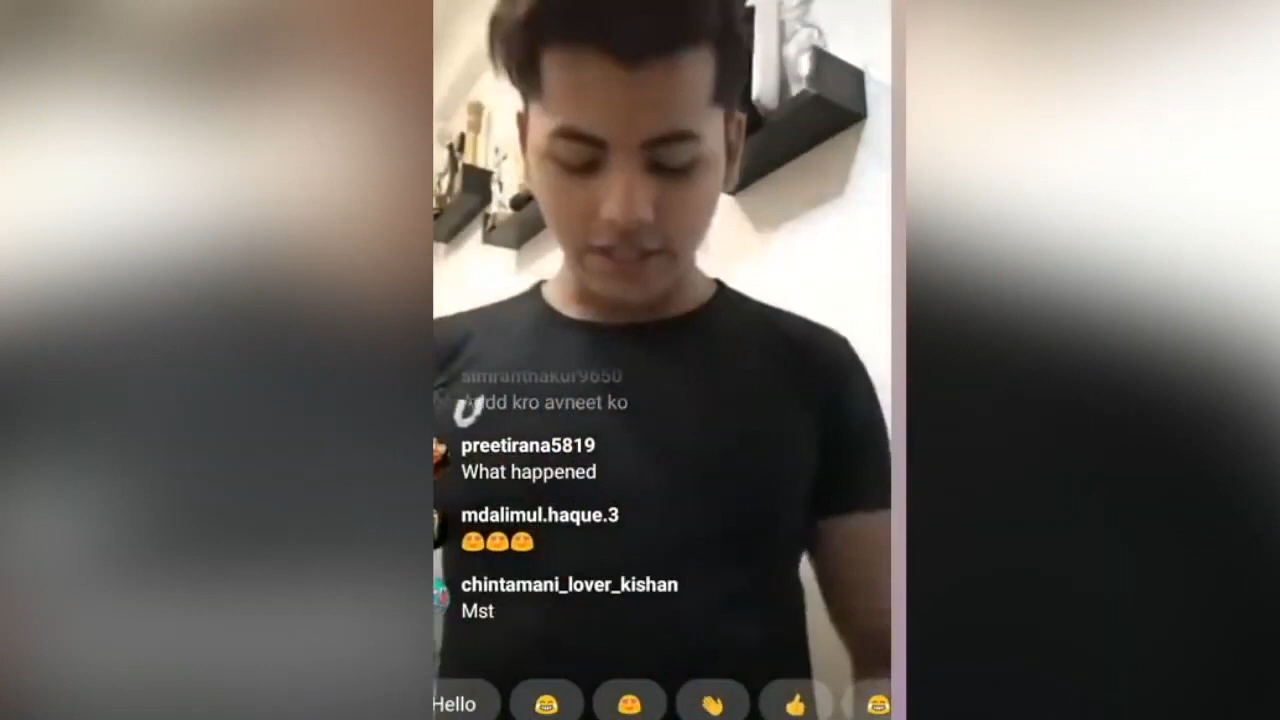 simranthakur9650
Addd kro avneet ko
preetirana5819
What happened
mdalimul.haque.3
😍😍😍
chintamani_lover_kishan
Mst
Hello 😂 😍 👋 👍 😂